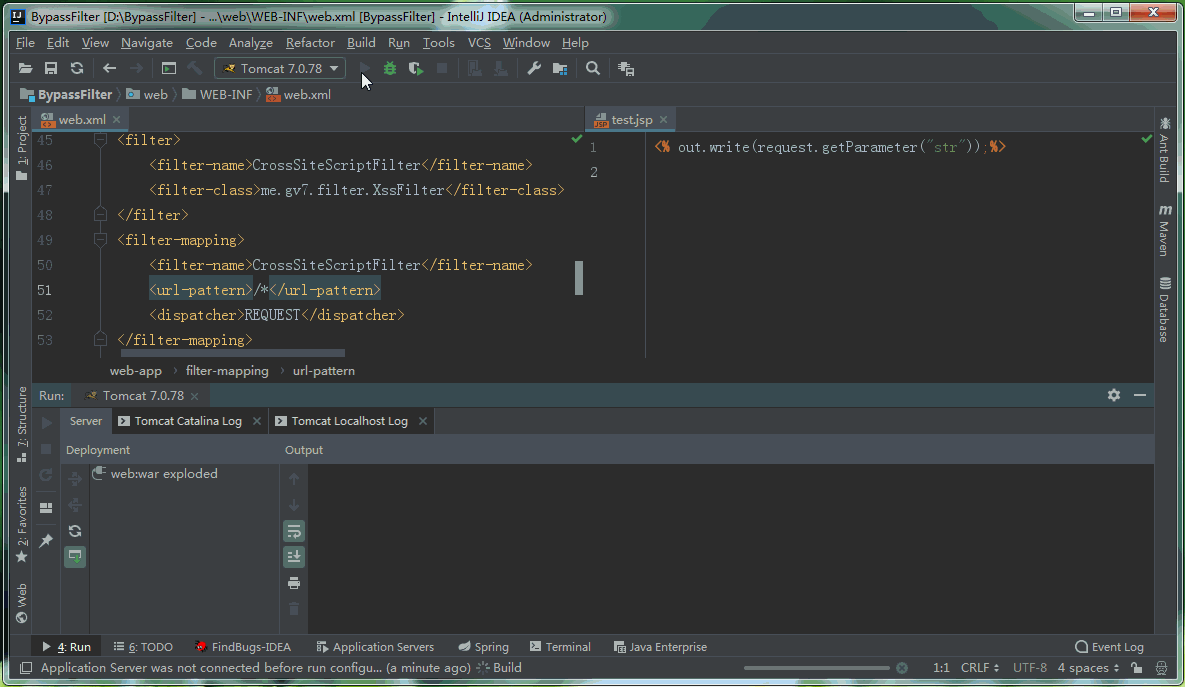 BypassFilter [D:\BypassFilter] - ...\web\WEB-INF\web.xml [BypassFilter] - IntelliJ IDEA (Administrator)
File Edit View Navigate Code Analyze Refactor Build Run Tools VCS Window Help
Tomcat 7.0.78
BypassFilter web WEB-INF web.xml
1: Project
7: Structure
2: Favorites
Web
web.xml
45 <filter>
46 <filter-name>CrossSiteScriptFilter</filter-name>
47 <filter-class>me.gv7.filter.XssFilter</filter-class>
48 </filter>
49 <filter-mapping>
50 <filter-name>CrossSiteScriptFilter</filter-name>
51 <url-pattern>/*</url-pattern>
52 <dispatcher>REQUEST</dispatcher>
53 </filter-mapping>
web-app filter-mapping url-pattern
test.jsp
1 <% out.write(request.getParameter("str"));%>
2
Ant Build
Maven
Database
Run: Tomcat 7.0.78
Server Tomcat Catalina Log Tomcat Localhost Log
Deployment Output
web:war exploded
4: Run 6: TODO FindBugs-IDEA Application Servers Spring Terminal Java Enterprise Event Log
Application Server was not connected before run configu... (a minute ago) Build 1:1 CRLF UTF-8 4 spaces